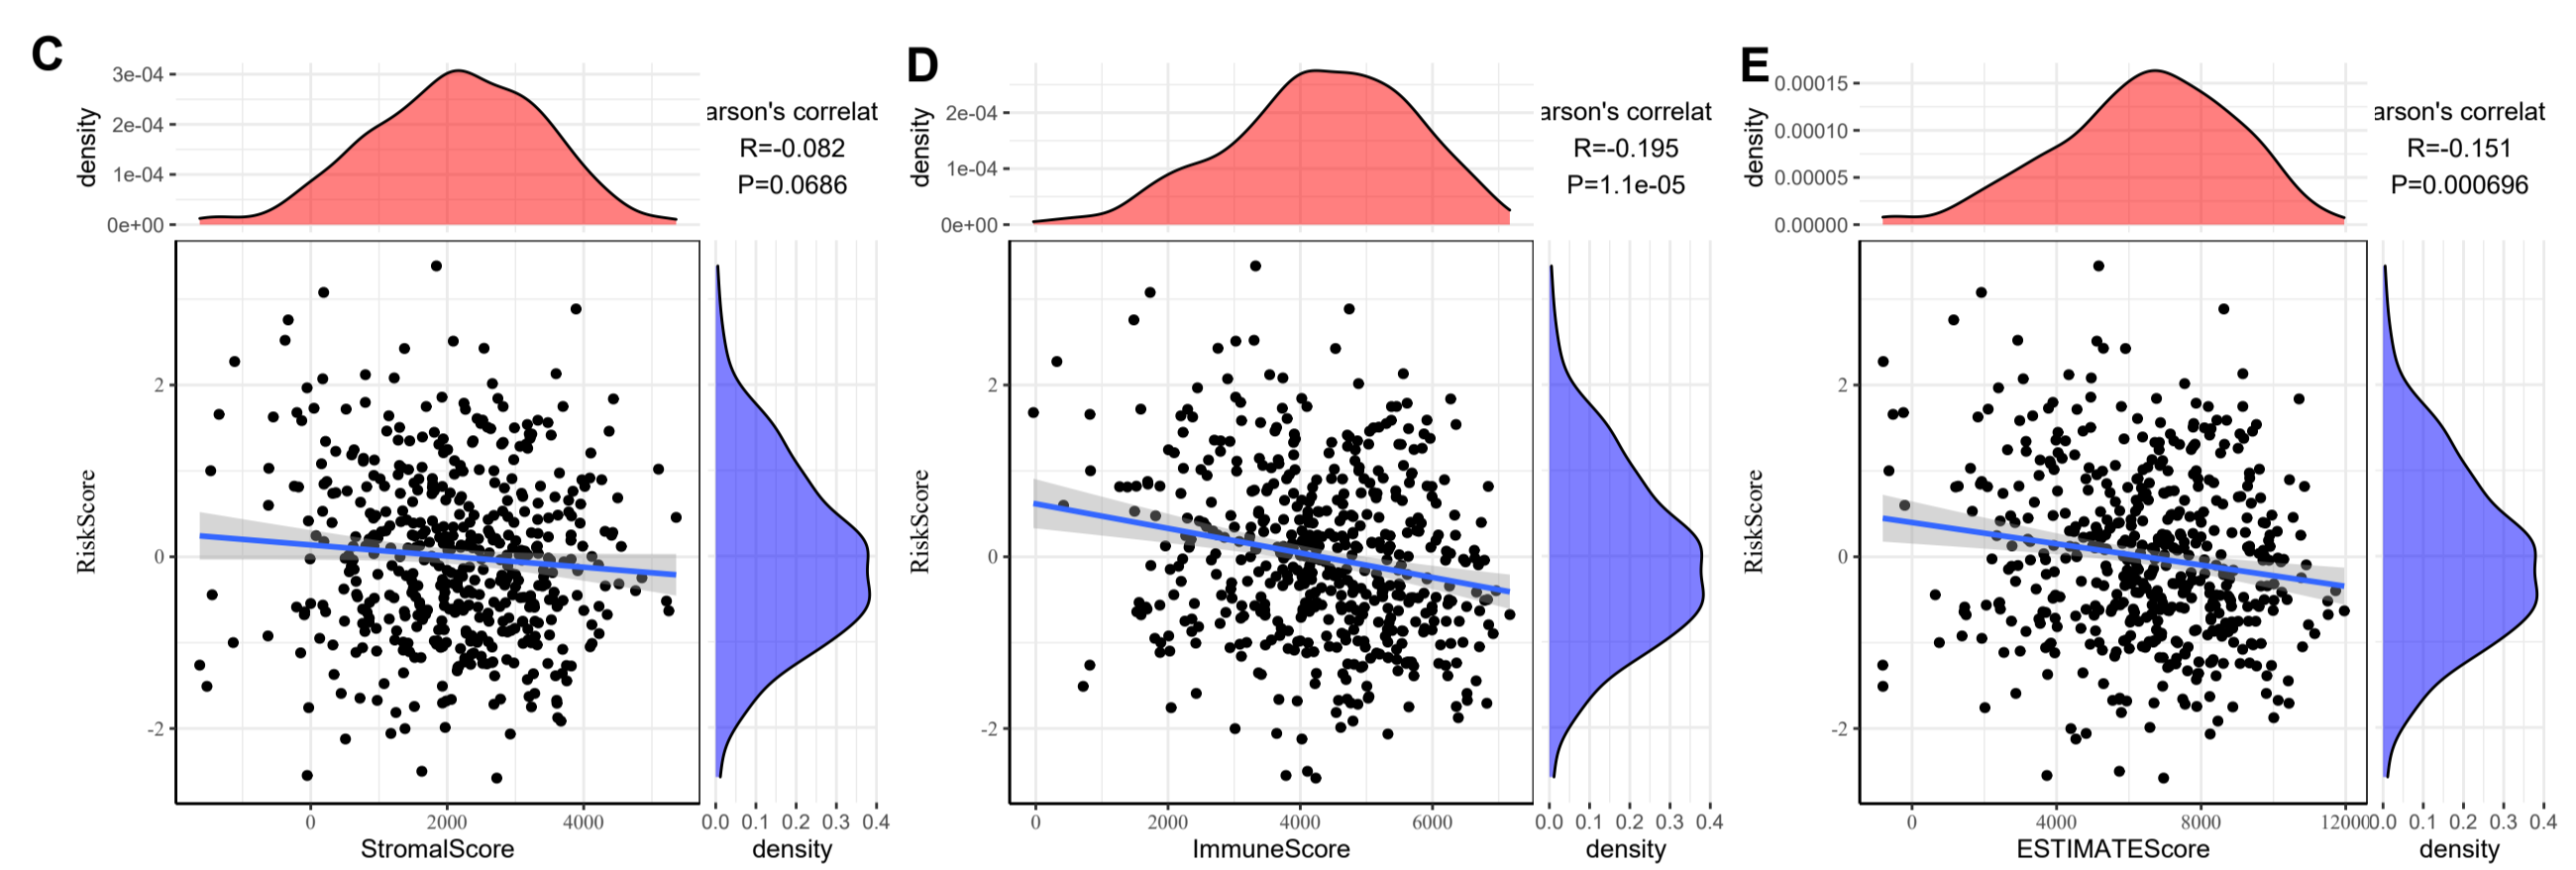 C
3e-04
2e-04
1e-04
0e+00
density
arson's correlat
R=-0.082
P=0.0686
2
0
-2
RiskScore
0 2000 4000
StromalScore
0.0 0.1 0.2 0.3 0.4
density
D
2e-04
1e-04
0e+00
density
arson's correlat
R=-0.195
P=1.1e-05
2
0
-2
RiskScore
0 2000 4000 6000
ImmuneScore
0.0 0.1 0.2 0.3 0.4
density
E
0.00015
0.00010
0.00005
0.00000
density
arson's correlat
R=-0.151
P=0.000696
2
0
-2
RiskScore
0 4000 8000 12000
ESTIMATEScore
0.0 0.1 0.2 0.3 0.4
density